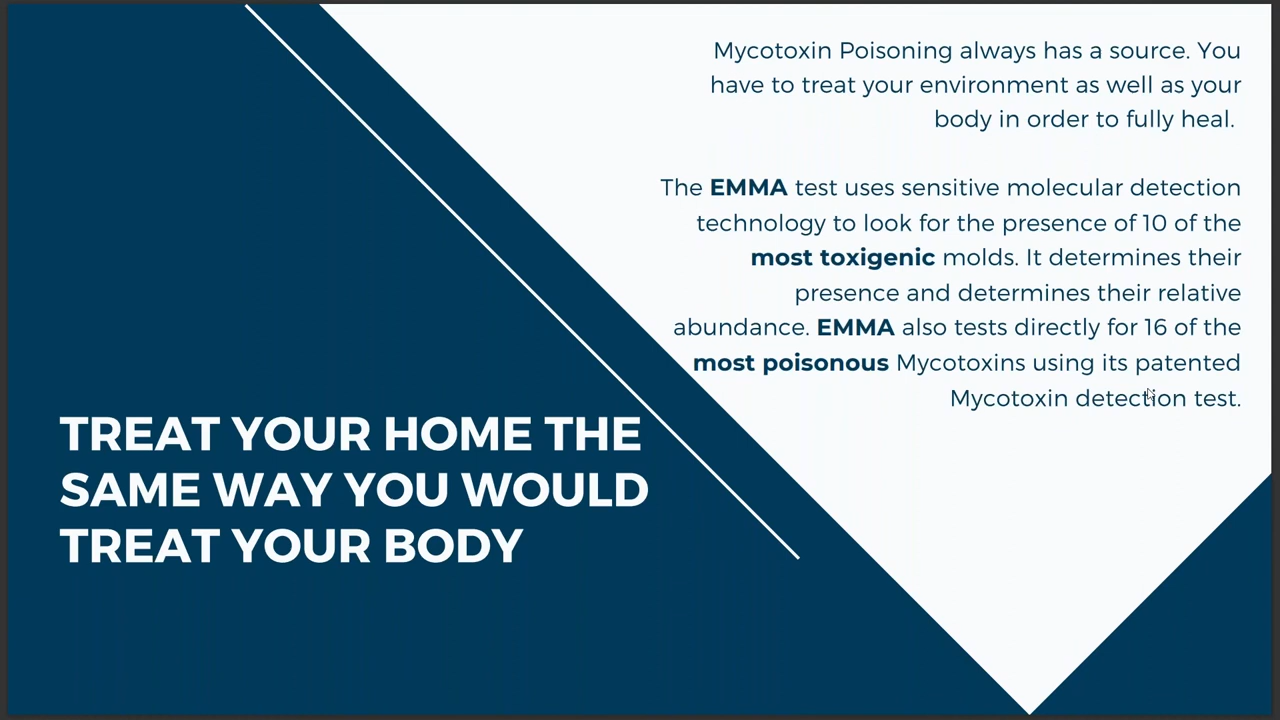 Mycotoxin Poisoning always has a source. You
have to treat your environment as well as your
body in order to fully heal.
The EMMA test uses sensitive molecular detection
technology to look for the presence of 10 of the
most toxigenic molds. It determines their
presence and determines their relative
abundance. EMMA also tests directly for 16 of the
most poisonous Mycotoxins using its patented
Mycotoxin detection test.
TREAT YOUR HOME THE
SAME WAY YOU WOULD
TREAT YOUR BODY